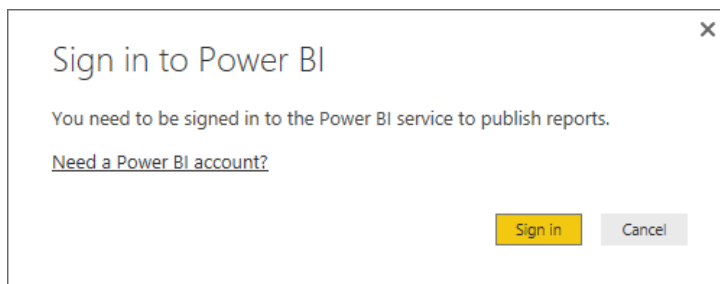 Sign in to Power BI
You need to be signed in to the Power BI service to publish reports.
Need a Power BI account?
Sign in Cancel